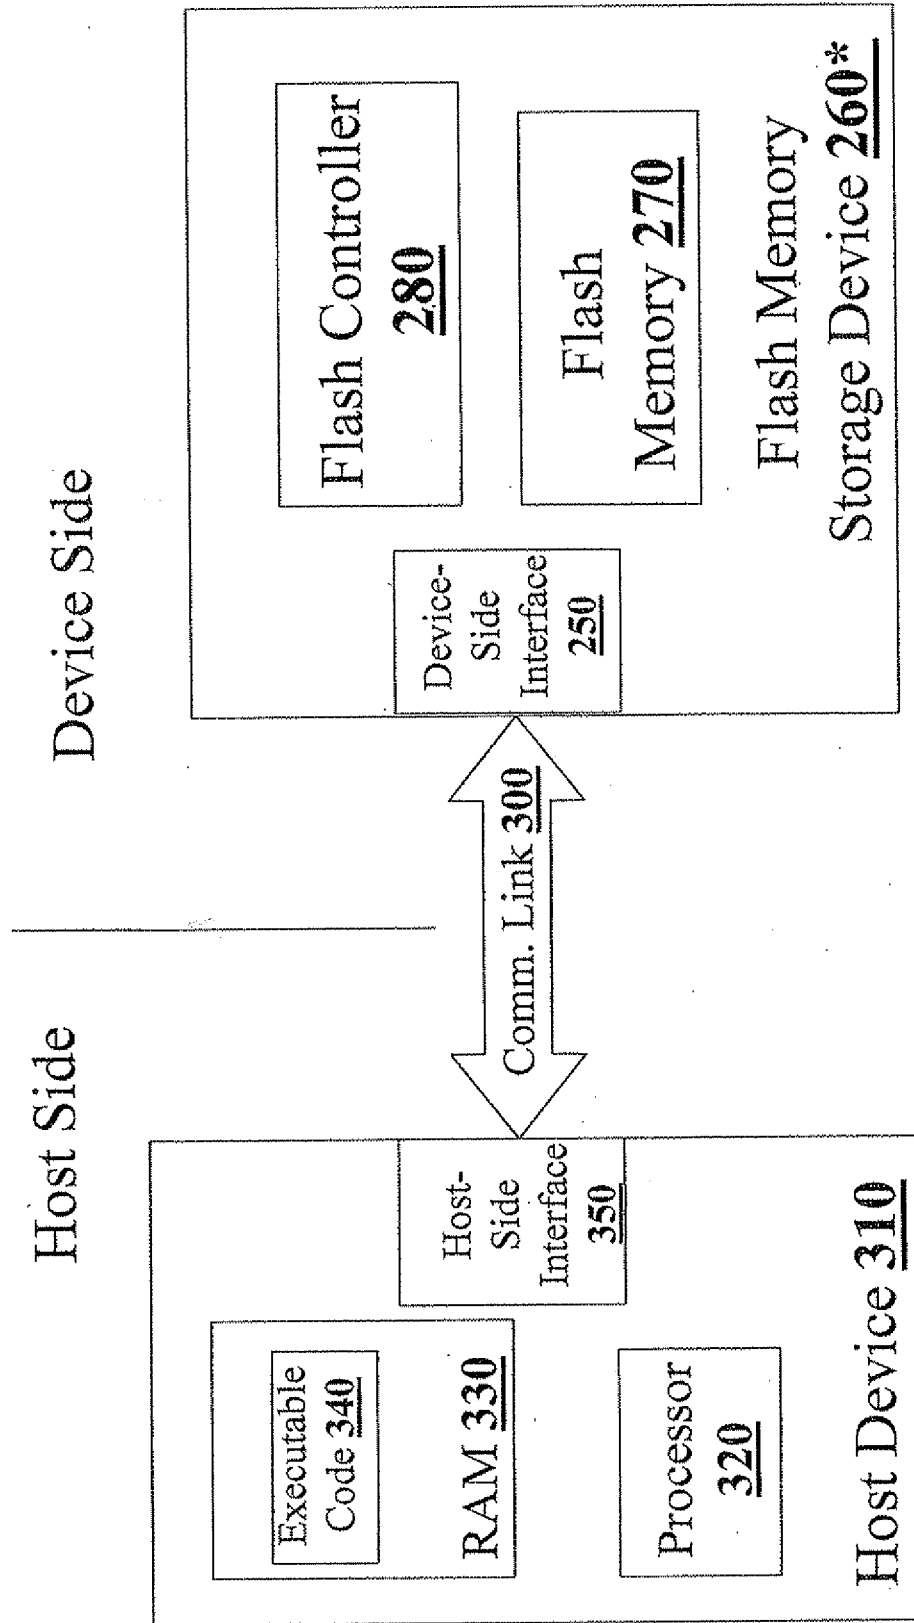 Host Side
Device Side
Executable
Code 340
RAM 330
Processor
320
Host Device 310
Host-
Side
Interface
350
Comm. Link 300
Device-
Side
Interface
250
Flash Controller
280
Flash
Memory 270
Flash Memory
Storage Device 260*